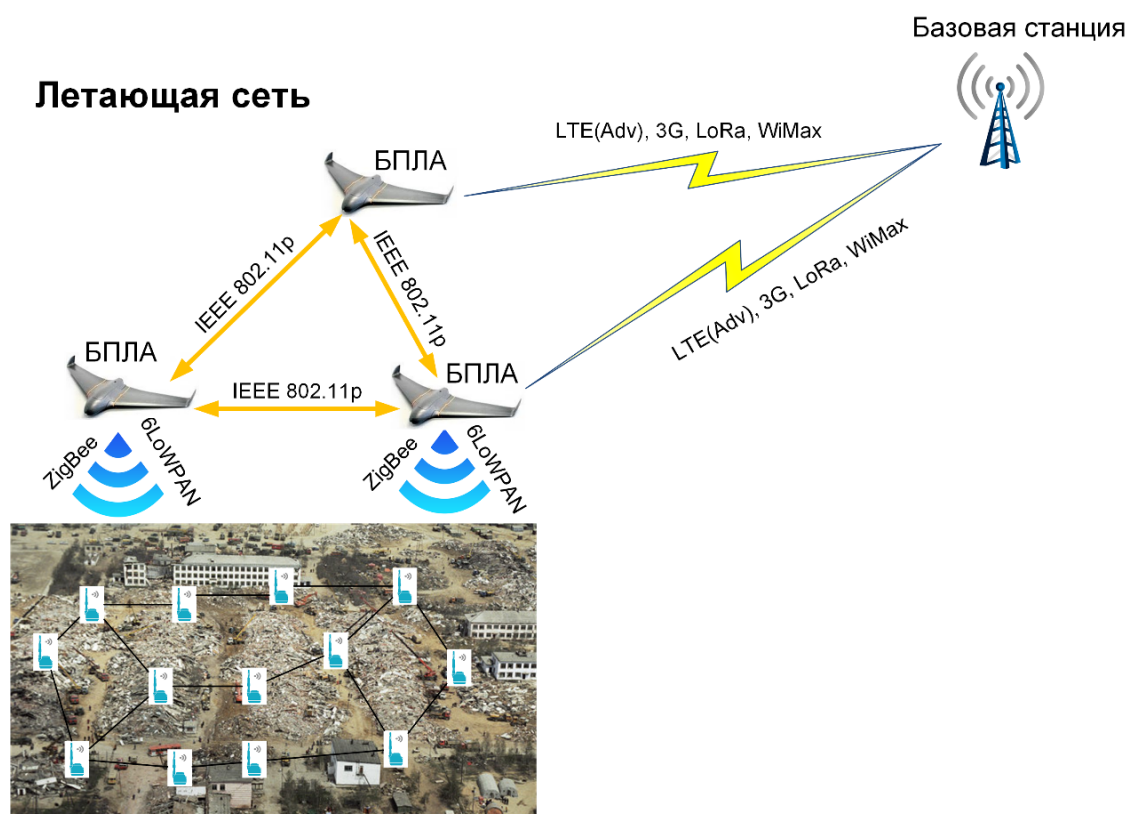 Базовая станция
Летающая сеть
LTE(Adv), 3G, LoRa, WiMax
БПЛА
IEEE 802.11p
IEEE 802.11p
LTE(Adv), 3G, LoRa, WiMax
БПЛА
БПЛА
IEEE 802.11p
ZigBee
6LoWPAN
ZigBee
6LoWPAN